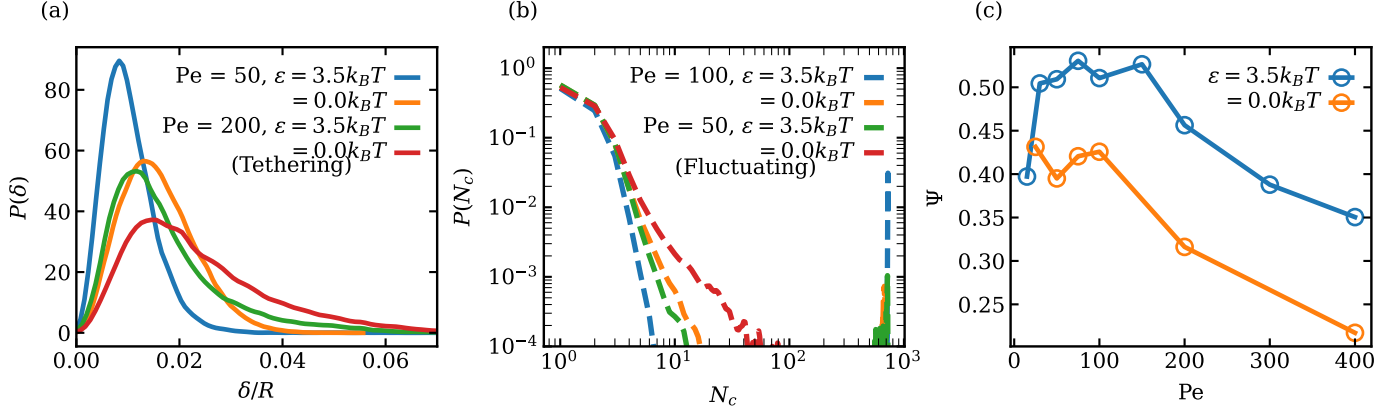 (a)
P(δ)
80
60
40
20
0
0.00
0.02
0.04
0.06
δ/R
Pe = 50, ε = 3.5k_BT
= 0.0k_BT
Pe = 200, ε = 3.5k_BT
= 0.0k_BT
(Tethering)
(b)
P(N_c)
10^0
10^−1
10^−2
10^−3
10^−4
10^0
10^1
10^2
10^3
N_c
Pe = 100, ε = 3.5k_BT
= 0.0k_BT
Pe = 50, ε = 3.5k_BT
= 0.0k_BT
(Fluctuating)
(c)
Ψ
0.50
0.45
0.40
0.35
0.30
0.25
0
100
200
300
400
Pe
ε = 3.5k_BT
= 0.0k_BT